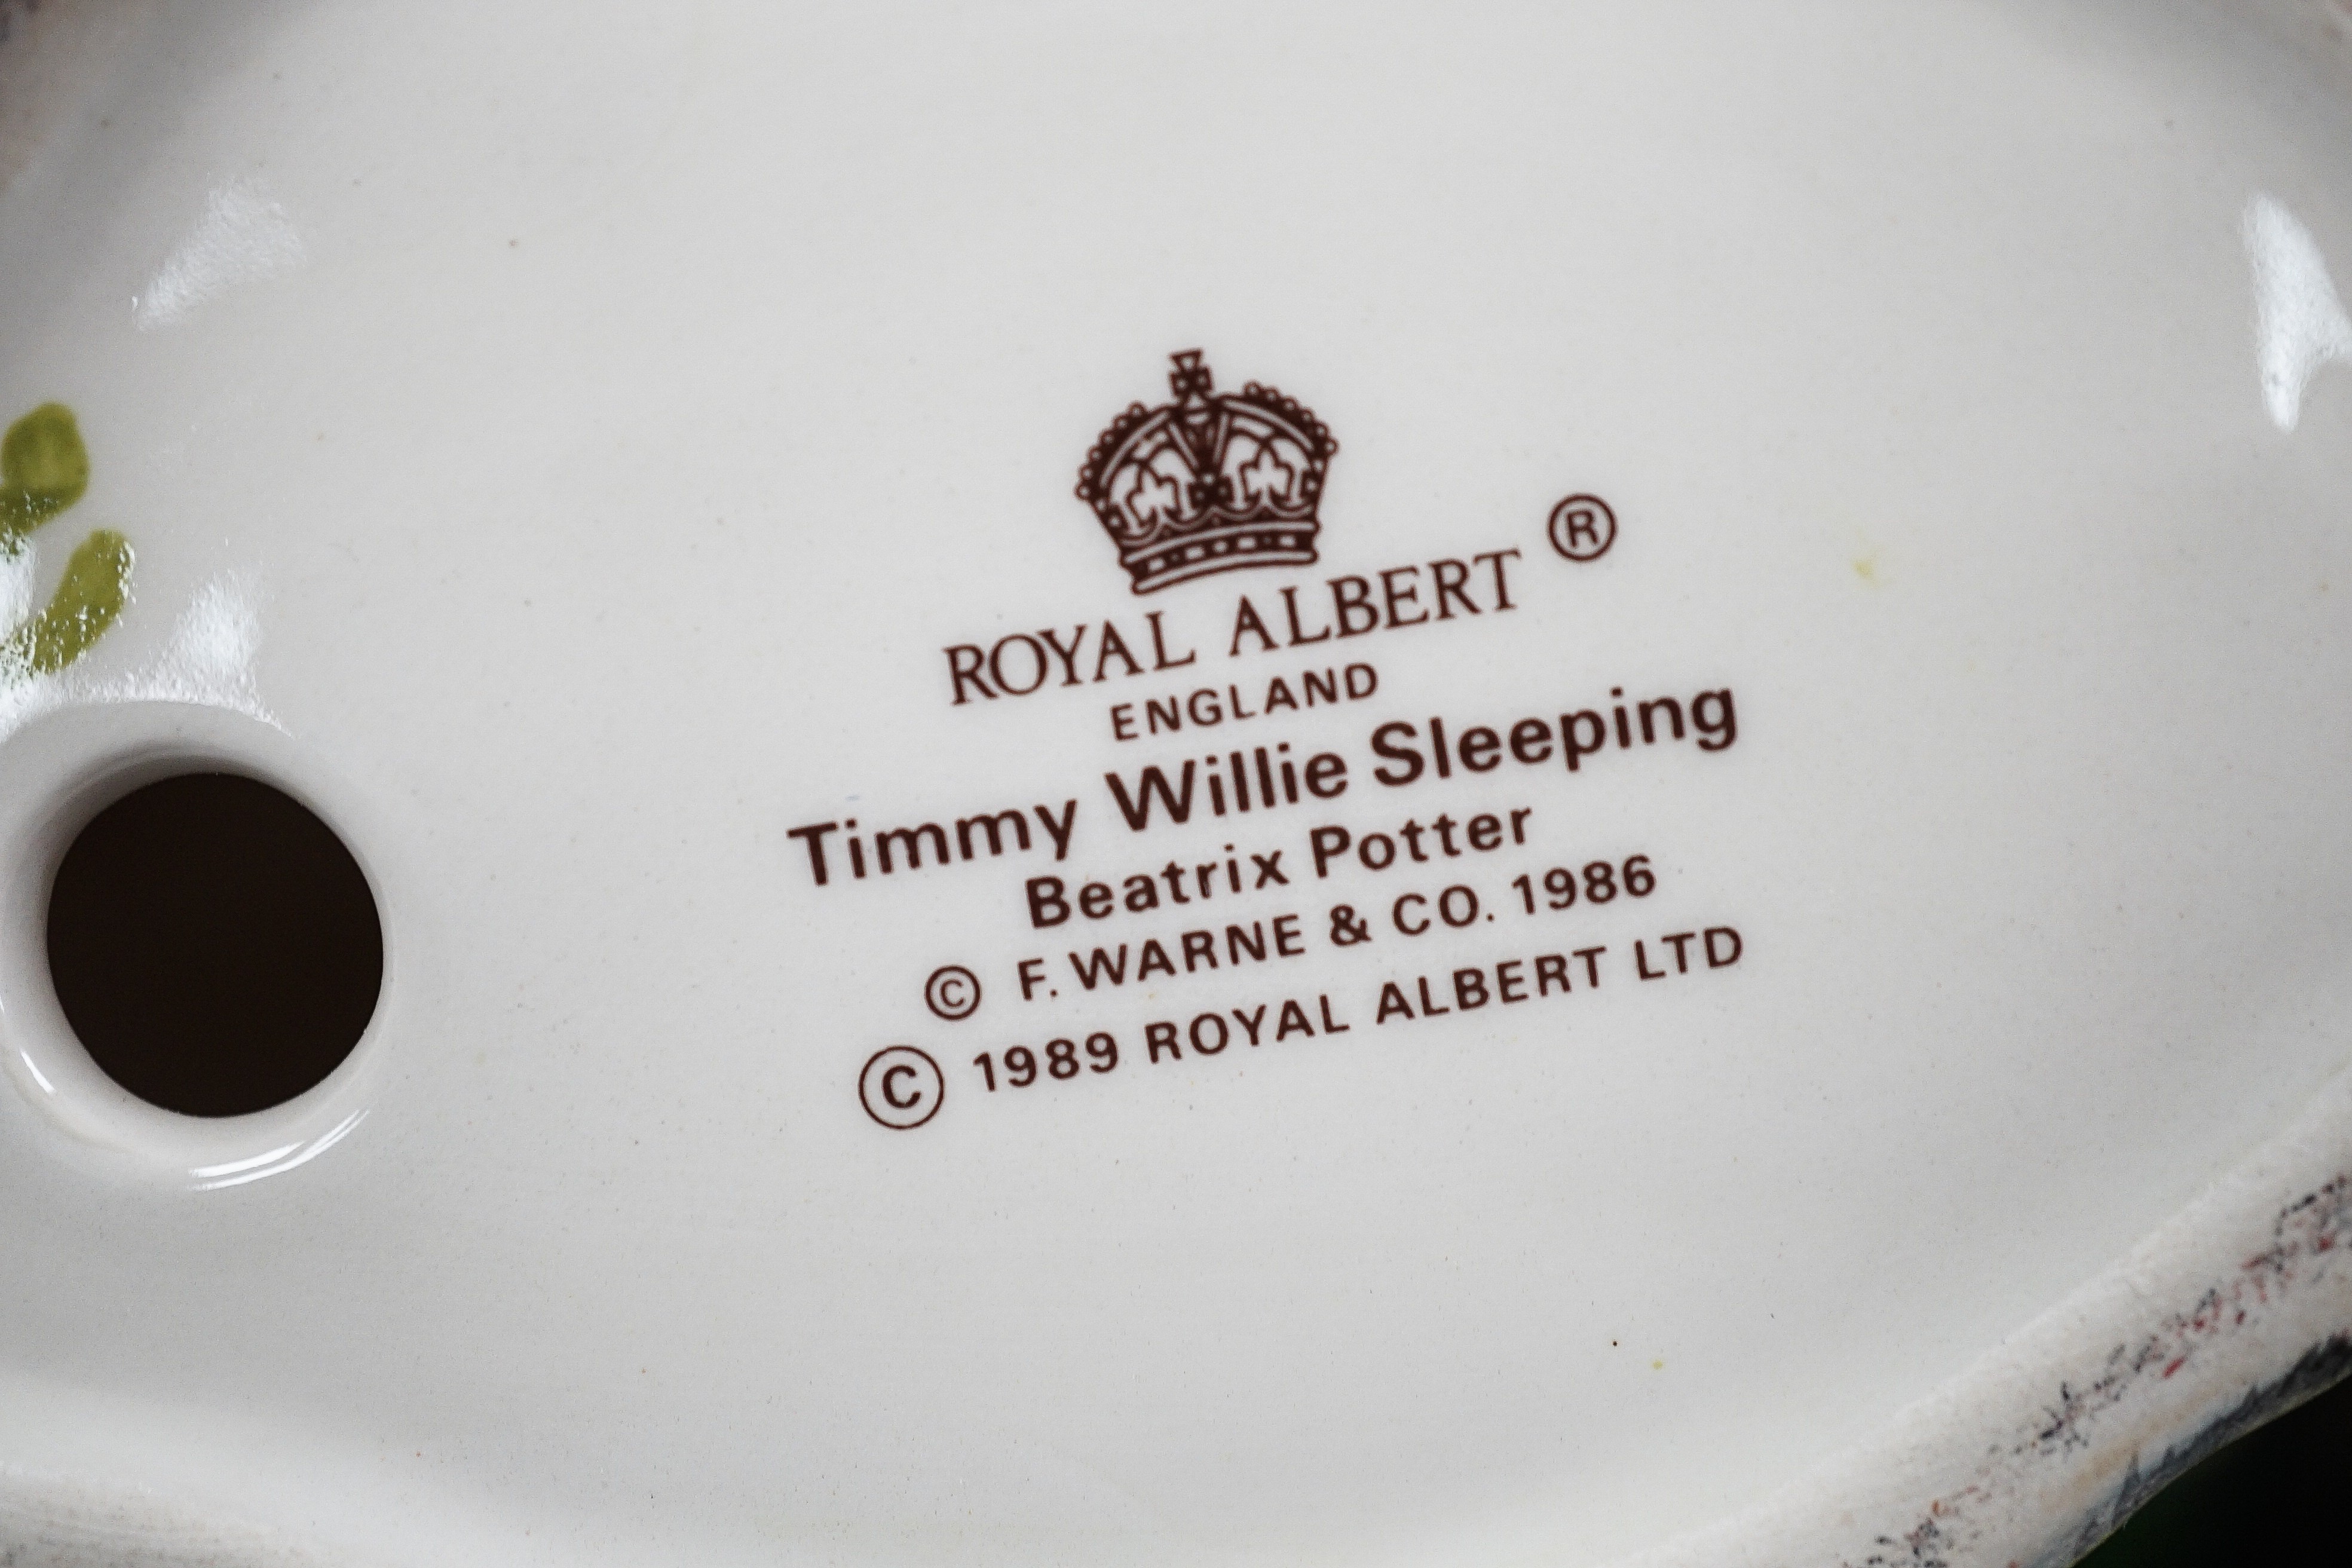 ROYAL ALBERT ®
ENGLAND
Timmy Willie Sleeping
Beatrix Potter
© F. WARNE & CO. 1986
© 1989 ROYAL ALBERT LTD